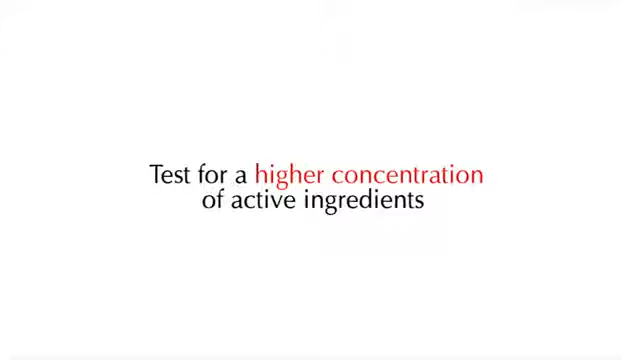 Test for a higher concentration
of active ingredients